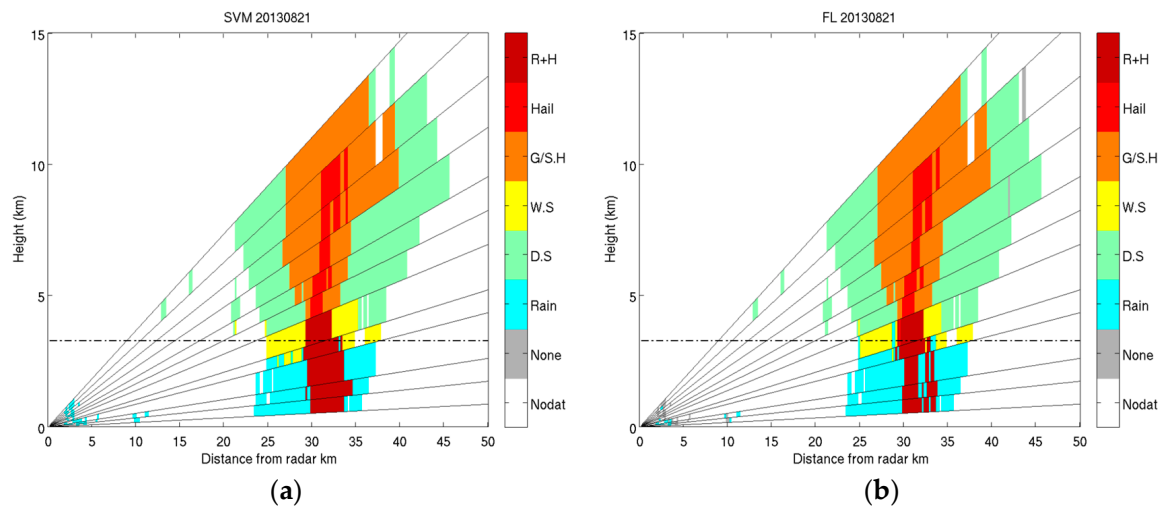 SVM 20130821
15
10
5
0
0 5 10 15 20 25 30 35 40 45 50
Height (km)
Distance from radar km
R+H
Hail
G/S.H
W.S
D.S
Rain
None
Nodat
(a)
FL 20130821
15
10
5
0
0 5 10 15 20 25 30 35 40 45 50
Height (km)
Distance from radar km
R+H
Hail
G/S.H
W.S
D.S
Rain
None
Nodat
(b)